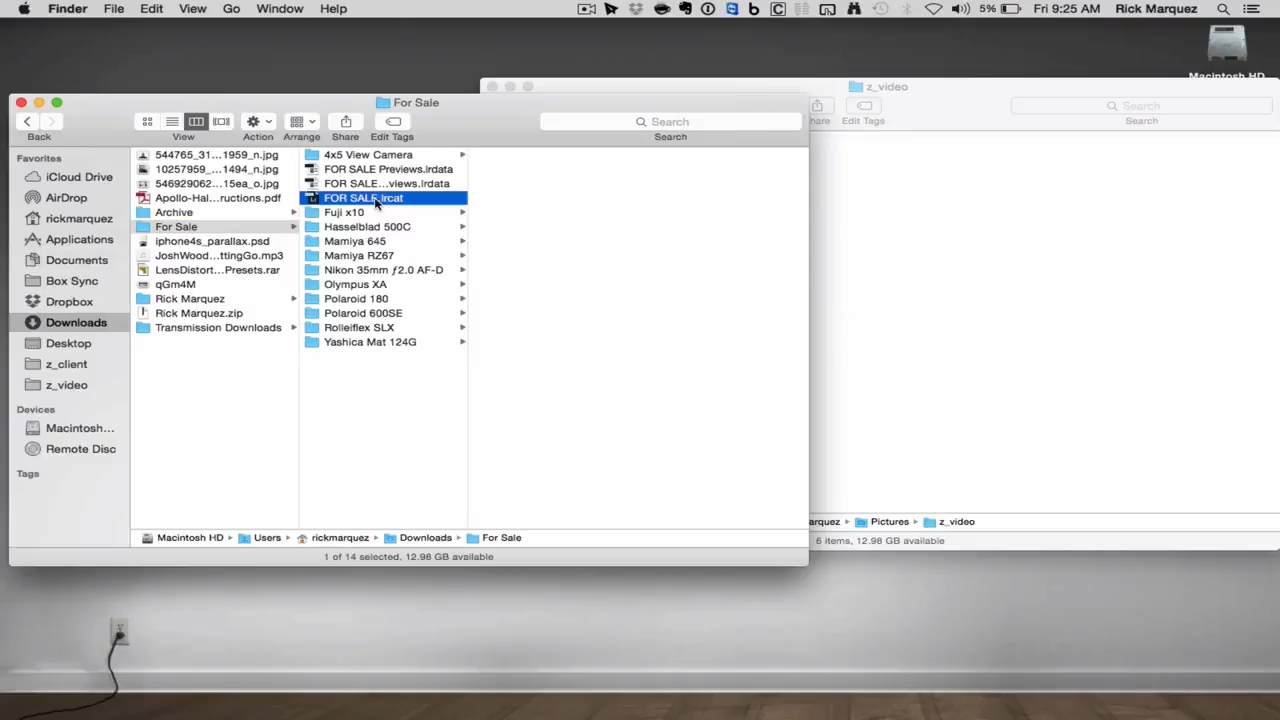 Finder File Edit View Go Window Help 5% Fri 9:25 AM Rick Marquez
Macintosh HD
z_video
Share Edit Tags Search
Search
For Sale
Back View Action Arrange Share Edit Tags Search
Search
Favorites
iCloud Drive
AirDrop
rickmarquez
Applications
Documents
Box Sync
Dropbox
Downloads
Desktop
z_client
z_video
Devices
Macintosh...
Remote Disc
Tags
544765_31...1959_n.jpg
10257959_...1494_n.jpg
546929062...15ea_o.jpg
Apollo-Hal...ructions.pdf
Archive
For Sale
iphone4s_parallax.psd
JoshWood...ttingGo.mp3
LensDistort...Presets.rar
qGm4M
Rick Marquez
Rick Marquez.zip
Transmission Downloads
4x5 View Camera
FOR SALE Previews.lrdata
FOR SALE...views.lrdata
FOR SALE.lrcat
Fuji x10
Hasselblad 500C
Mamiya 645
Mamiya RZ67
Nikon 35mm ƒ2.0 AF-D
Olympus XA
Polaroid 180
Polaroid 600SE
Rolleiflex SLX
Yashica Mat 124G
Macintosh HD Users rickmarquez Downloads For Sale
1 of 14 selected, 12.98 GB available
arquez Pictures z_video
6 items, 12.98 GB available